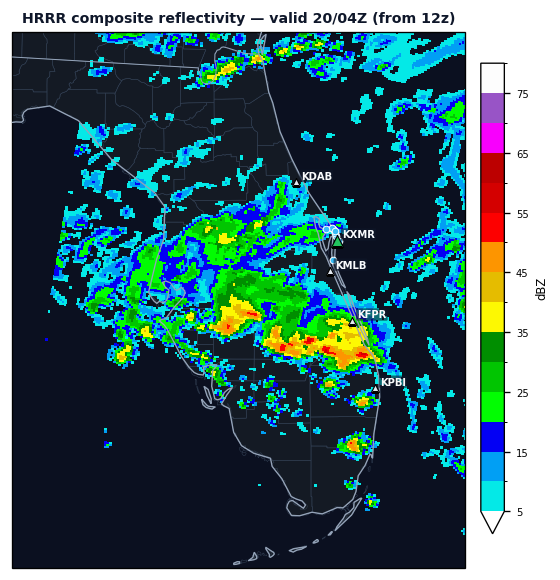 HRRR composite reflectivity — valid 20/04Z (from 12z)
KDAB
KXMR
KMLB
KFPR
KPBI
75
65
55
45
35
25
15
5
dBZ